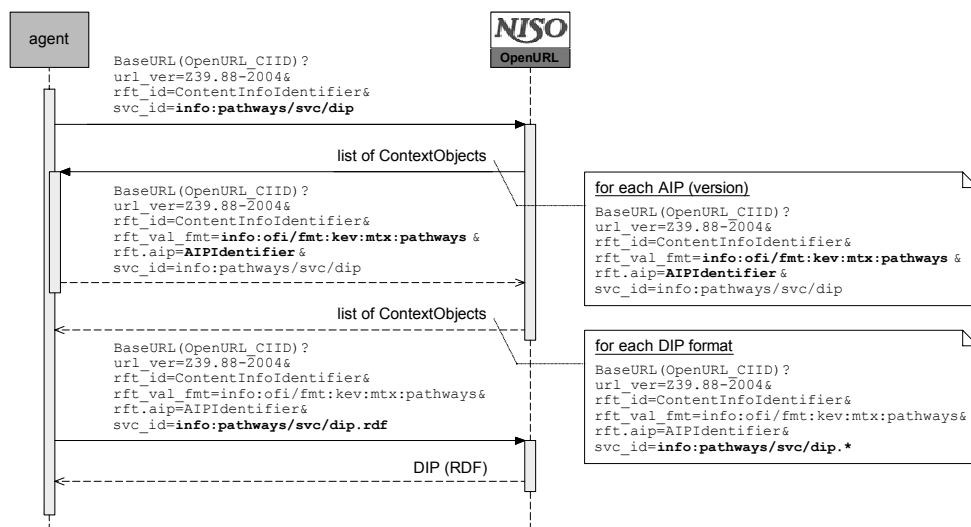 agent
NISO
OpenURL
BaseURL(OpenURL_CIID)?
url_ver=Z39.88-2004&
rft_id=ContentInfoIdentifier&
svc_id=info:pathways/svc/dip
list of ContextObjects
BaseURL(OpenURL_CIID)?
url_ver=Z39.88-2004&
rft_id=ContentInfoIdentifier&
rft_val_fmt=info:ofi/fmt:kev:mtx:pathways &
rft.aip=AIPIdentifier &
svc_id=info:pathways/svc/dip
for each AIP (version)
BaseURL(OpenURL_CIID)?
url_ver=Z39.88-2004&
rft_id=ContentInfoIdentifier&
rft_val_fmt=info:ofi/fmt:kev:mtx:pathways &
rft.aip=AIPIdentifier &
svc_id=info:pathways/svc/dip
list of ContextObjects
BaseURL(OpenURL_CIID)?
url_ver=Z39.88-2004&
rft_id=ContentInfoIdentifier&
rft_val_fmt=info:ofi/fmt:kev:mtx:pathways&
rft.aip=AIPIdentifier&
svc_id=info:pathways/svc/dip.rdf
for each DIP format
BaseURL(OpenURL_CIID)?
url_ver=Z39.88-2004&
rft_id=ContentInfoIdentifier&
rft_val_fmt=info:ofi/fmt:kev:mtx:pathways&
rft.aip=AIPIdentifier&
svc_id=info:pathways/svc/dip.*
DIP (RDF)